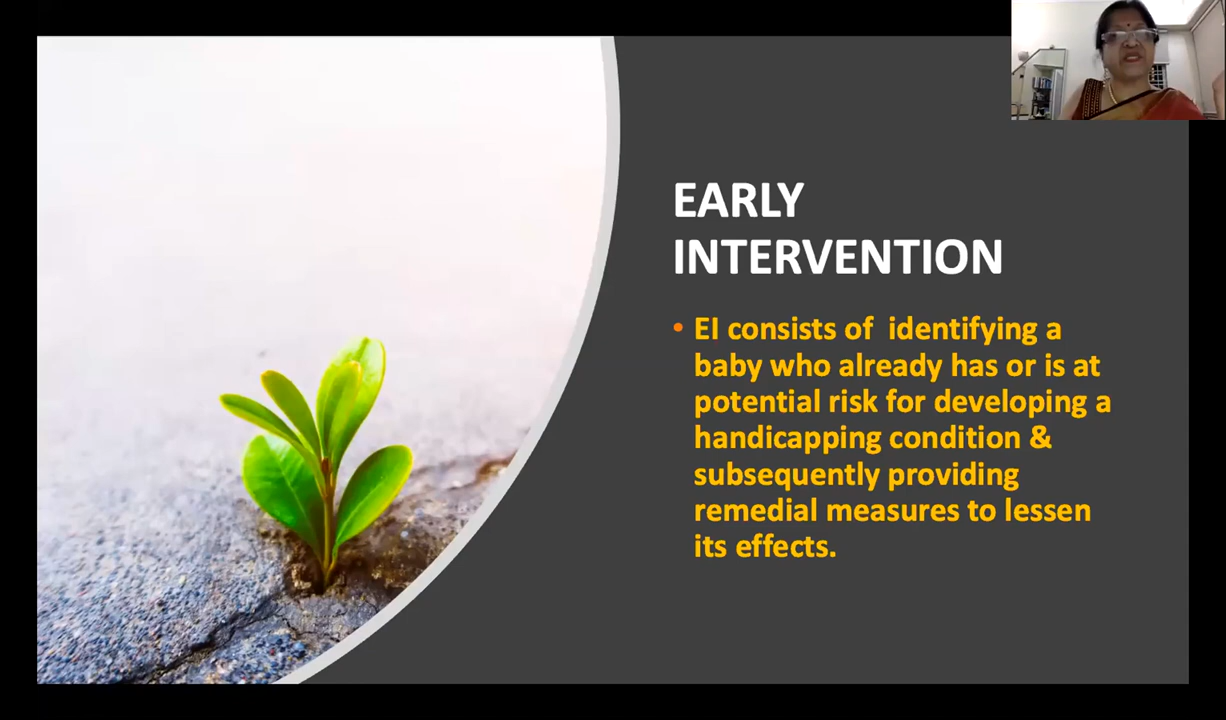 EARLY
INTERVENTION
• EI consists of  identifying a
baby who already has or is at
potential risk for developing a
handicapping condition &
subsequently providing
remedial measures to lessen
its effects.